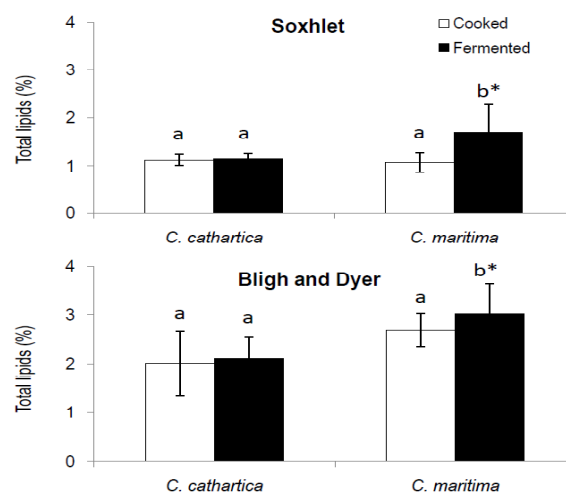 Soxhlet
Cooked
Fermented
Total lipids (%)
4
3
2
1
0
a
a
a
b*
C. cathartica
C. maritima
Bligh and Dyer
Total lipids (%)
4
3
2
1
0
a
a
a
b*
C. cathartica
C. maritima